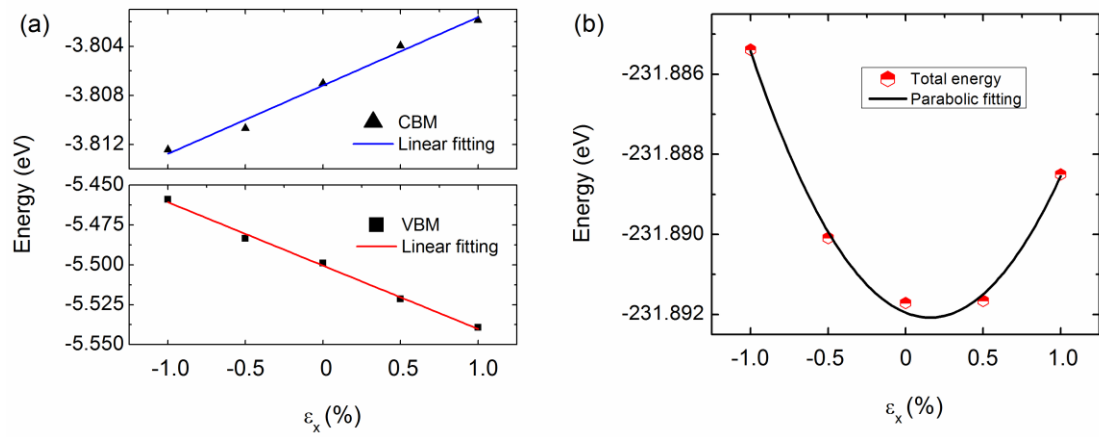 (a)
-3.804
-3.808
-3.812
CBM
Linear fitting
-5.450
-5.475
-5.500
-5.525
-5.550
VBM
Linear fitting
Energy (eV)
-1.0 -0.5 0 0.5 1.0
εx (%)
(b)
-231.886
-231.888
-231.890
-231.892
Total energy
Parabolic fitting
Energy (eV)
-1.0 -0.5 0 0.5 1.0
εx (%)